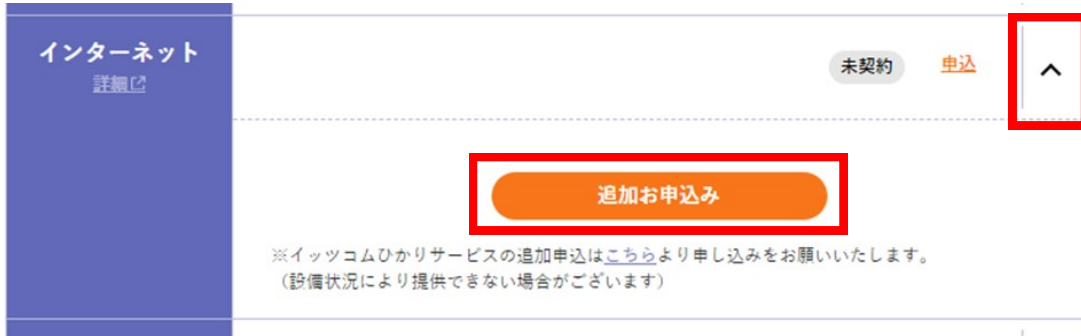 インターネット
詳細
未契約
申込
追加お申込み
※イッツコムひかりサービスの追加申込はこちらより申し込みをお願いいたします。
（設備状況により提供できない場合がございます）